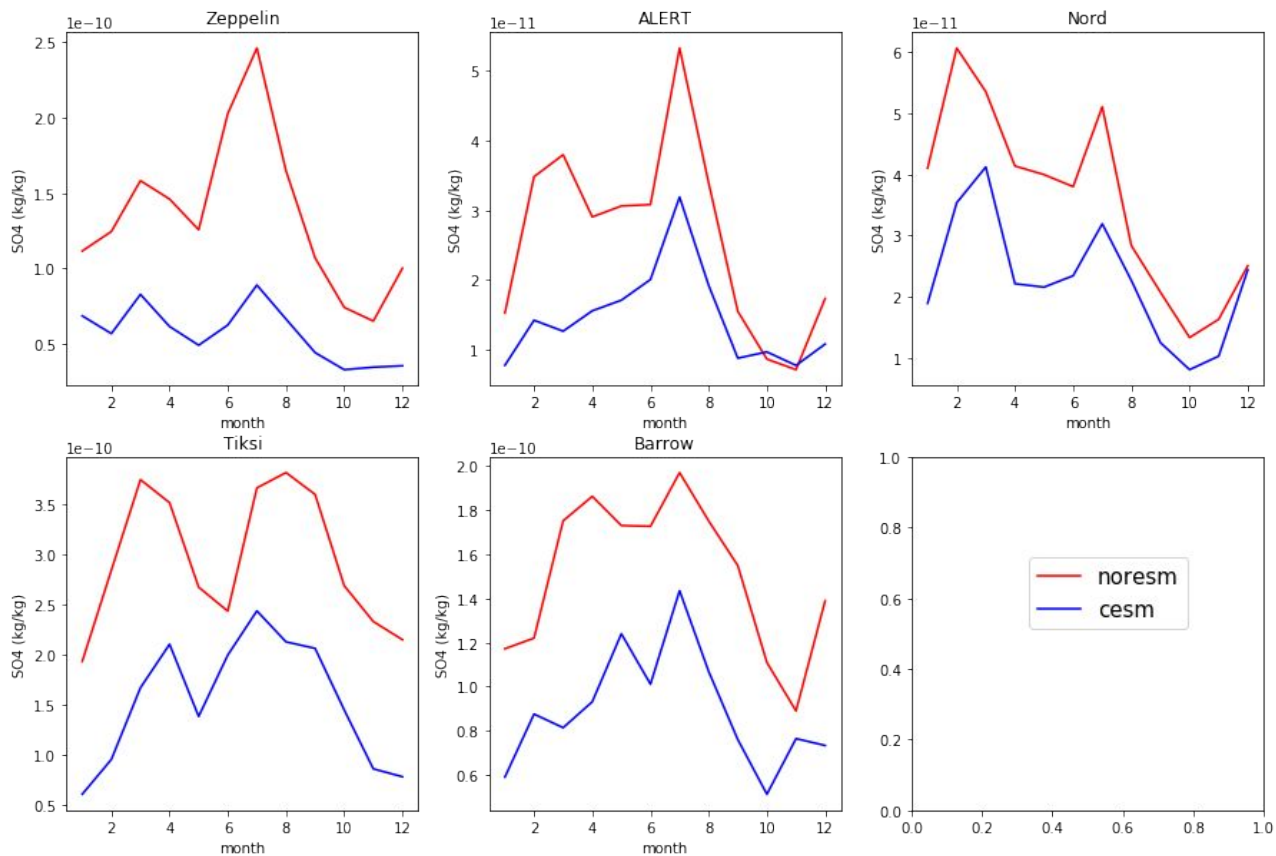 Zeppelin
1e−10
SO4 (kg/kg)
2.5
2.0
1.5
1.0
0.5
2 4 6 8 10 12
month
ALERT
1e−11
SO4 (kg/kg)
5
4
3
2
1
2 4 6 8 10 12
month
Nord
1e−11
SO4 (kg/kg)
6
5
4
3
2
1
2 4 6 8 10 12
month
Tiksi
1e−10
SO4 (kg/kg)
3.5
3.0
2.5
2.0
1.5
1.0
0.5
2 4 6 8 10 12
month
Barrow
1e−10
SO4 (kg/kg)
2.0
1.8
1.6
1.4
1.2
1.0
0.8
0.6
2 4 6 8 10 12
month
1.0
0.8
0.6
0.4
0.2
0.0
noresm
cesm
0.0 0.2 0.4 0.6 0.8 1.0